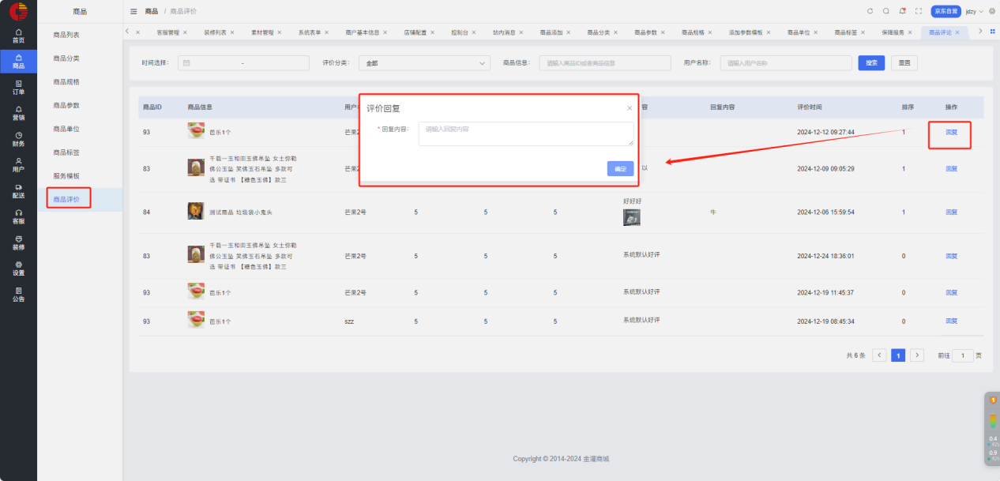 商品
商品 / 商品评价
京东自营
jdzy
首页
商品
订单
营销
财务
用户
配送
客服
装修
设置
公告
商品列表
商品分类
商品规格
商品参数
商品单位
商品标签
服务模板
商品评价
客服管理 × 装修列表 × 素材管理 × 系统表单 × 商户基本信息 × 店铺配置 × 控制台 × 站内消息 × 商品添加 × 商品分类 × 商品参数 × 商品规格 × 添加参数模板 × 商品单位 × 商品标签 × 保障服务 × 商品评论 ×
时间选择: - 评价分类: 全部 商品信息: 请输入商品ID或者商品信息 用户名称: 请输入用户名称 搜索 重置
商品ID 商品信息 用户 容 回复内容 评价时间 排序 操作
评价回复 ×
* 回复内容: 请输入回复内容
确定
93 芭乐1个 芒果2 2024-12-12 09:27:44 1 回复
83 千载一玉和田玉佛吊坠 女士弥勒
佛公玉坠 笑佛玉石吊坠 多款可
选 带证书 【糖色玉佛】款三
芒果2 以 2024-12-09 09:05:29 1 回复
84 测试商品 垃圾袋小鬼头 芒果2号 5 5 5 好好好 牛 2024-12-06 15:59:54 1 回复
83 千载一玉和田玉佛吊坠 女士弥勒
佛公玉坠 笑佛玉石吊坠 多款可
选 带证书 【糖色玉佛】款三
芒果2号 5 5 5 系统默认好评 2024-12-24 18:36:01 0 回复
93 芭乐1个 芒果2号 5 5 5 系统默认好评 2024-12-19 11:45:37 0 回复
93 芭乐1个 szz 5 5 5 系统默认好评 2024-12-19 08:45:34 0 回复
共 6 条 1 前往 1 页
Copyright © 2014-2024 金灌商城
1
0.4
0.9